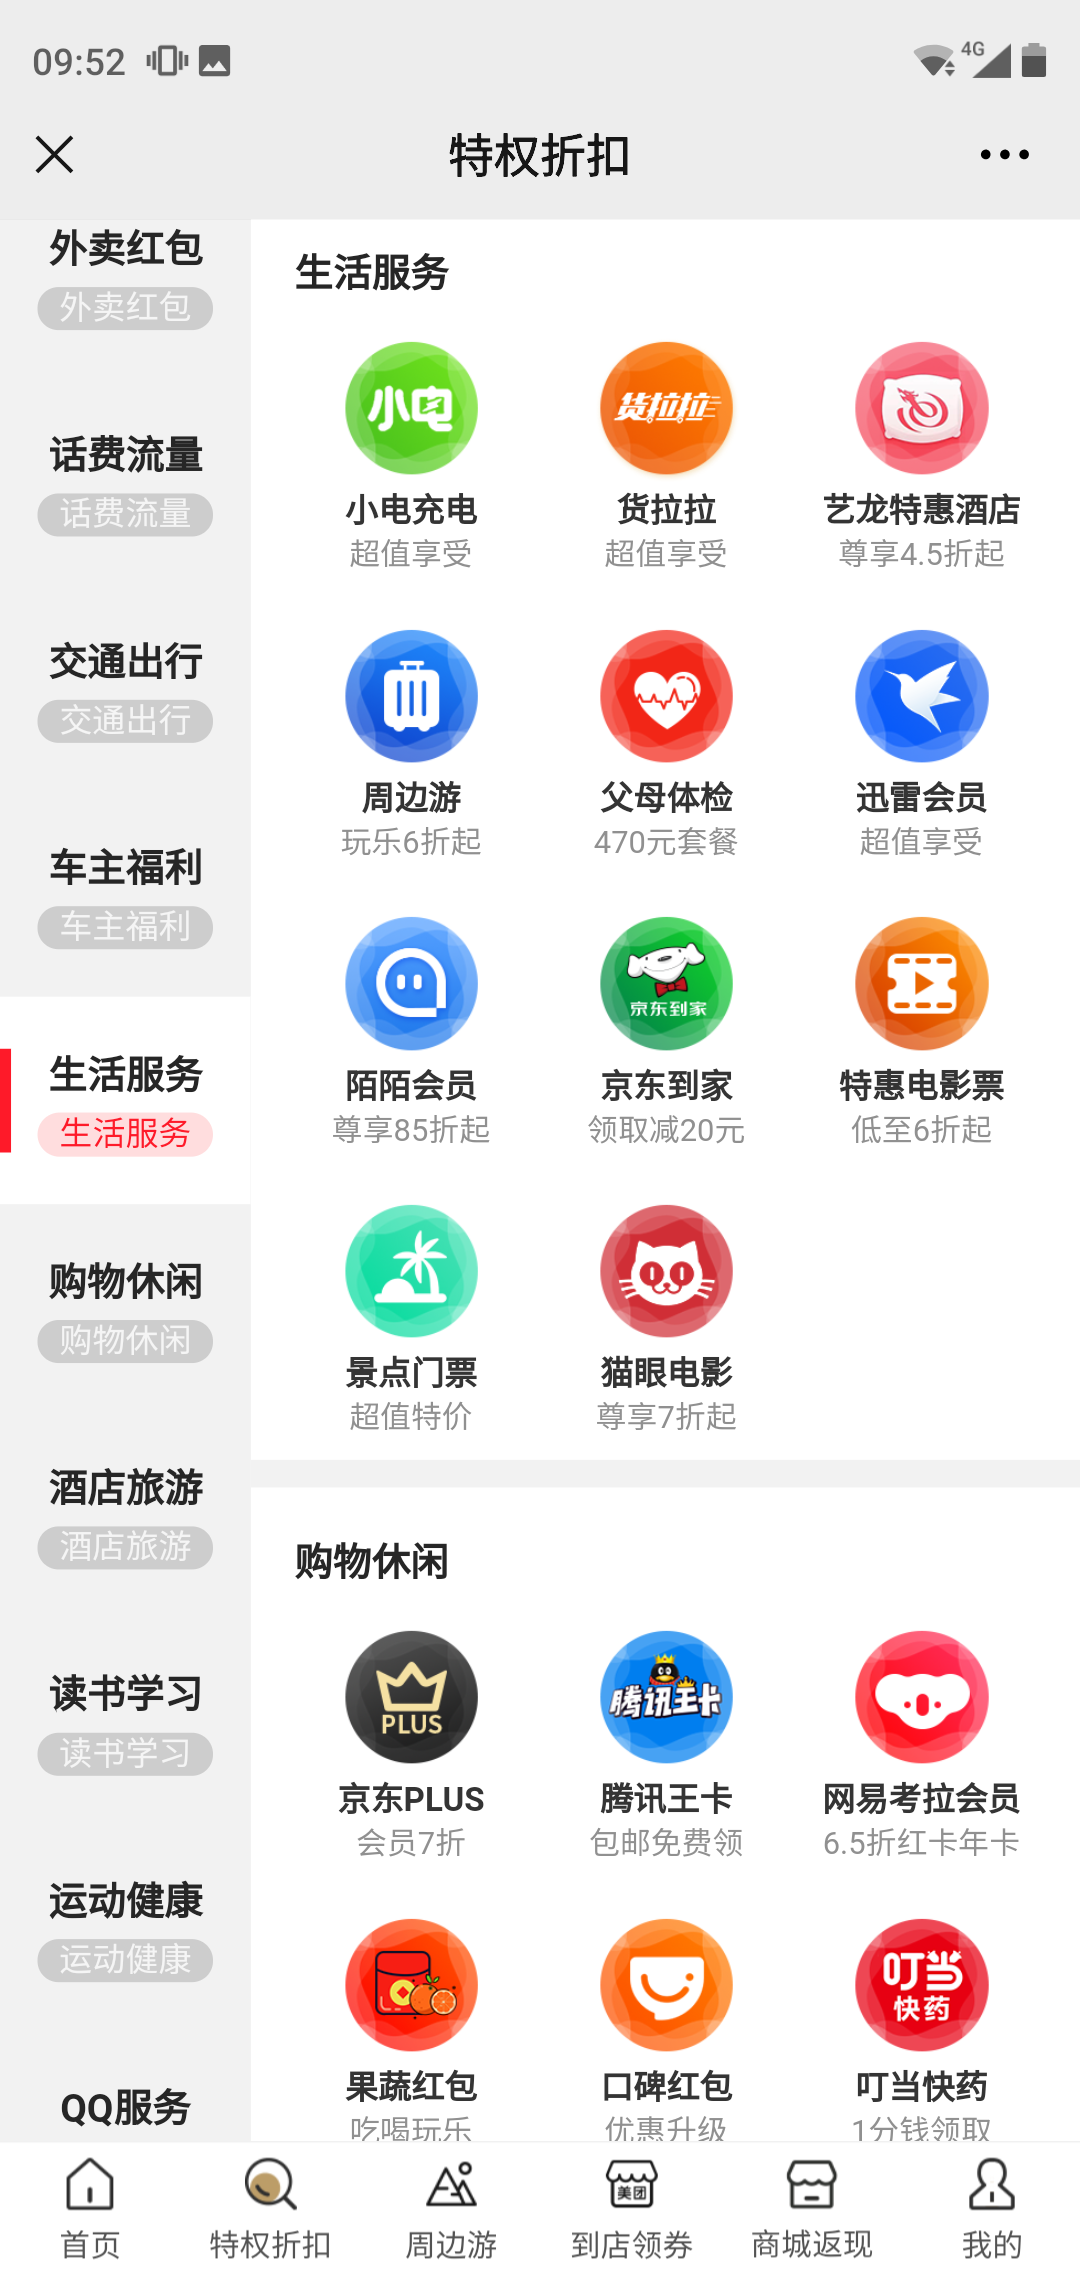 09:52
4G
特权折扣
外卖红包
外卖红包
话费流量
话费流量
交通出行
交通出行
车主福利
车主福利
生活服务
生活服务
购物休闲
购物休闲
酒店旅游
酒店旅游
读书学习
读书学习
运动健康
运动健康
QQ服务
生活服务
小电
货拉拉
小电充电
货拉拉
艺龙特惠酒店
超值享受
超值享受
尊享4.5折起
周边游
父母体检
迅雷会员
玩乐6折起
470元套餐
超值享受
京东到家
陌陌会员
京东到家
特惠电影票
尊享85折起
领取减20元
低至6折起
景点门票
猫眼电影
超值特价
尊享7折起
购物休闲
PLUS
腾讯王卡
京东PLUS
腾讯王卡
网易考拉会员
会员7折
包邮免费领
6.5折红卡年卡
叮当
快药
果蔬红包
口碑红包
叮当快药
吃喝玩乐
优惠升级
1分钱领取
美团
首页
特权折扣
周边游
到店领券
商城返现
我的